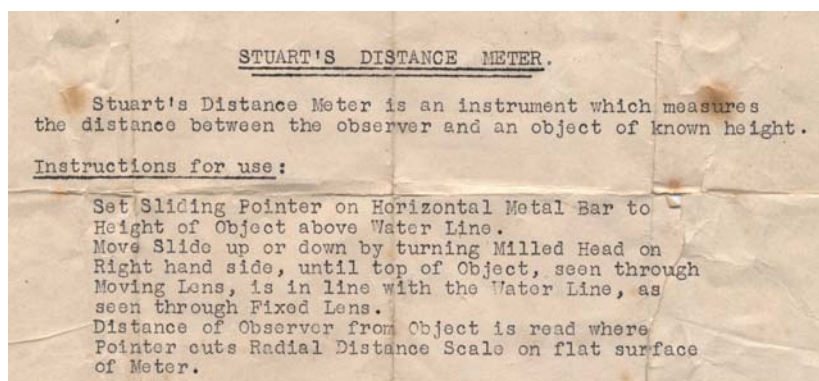 STUART'S DISTANCE METER.
Stuart's Distance Meter is an instrument which measures
the distance between the observer and an object of known height.
Instructions for use:
Set Sliding Pointer on Horizontal Metal Bar to
Height of Object above Water Line.
Move Slide up or down by turning Milled Head on
Right hand side, until top of Object, seen through
Moving Lens, is in line with the Water Line, as
seen through Fixed Lens.
Distance of Observer from Object is read where
Pointer cuts Radial Distance Scale on flat surface
of Meter.